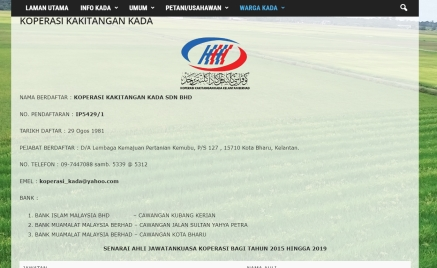 LAMAN UTAMA INFO KADA UMUM PETANI/USAHAWAN WARGA KADA
KOPERASI KAKITANGAN KADA
NAMA BERDAFTAR : KOPERASI KAKITANGAN KADA SDN BHD
NO. PENDAFTARAN : IP5429/1
TARIKH DAFTAR : 29 Ogos 1981
PEJABAT BERDAFTAR : D/A Lembaga Kemajuan Pertanian Kemubu, P/S 127 , 15710 Kota Bharu, Kelantan.
NO. TELEFON : 09-7447088 samb. 5339 @ 5312
EMEL : koperasi_kada@yahoo.com
BANK :
1. BANK ISLAM MALAYSIA BHD – CAWANGAN KUBANG KERIAN
2. BANK MUAMALAT MALAYSIA BERHAD – CAWANGAN JALAN SULTAN YAHYA PETRA
3. BANK MUAMALAT MALAYSIA BERHAD – CAWANGAN KOTA BHARU
SENARAI AHLI JAWATANKUASA KOPERASI BAGI TAHUN 2015 HINGGA 2019